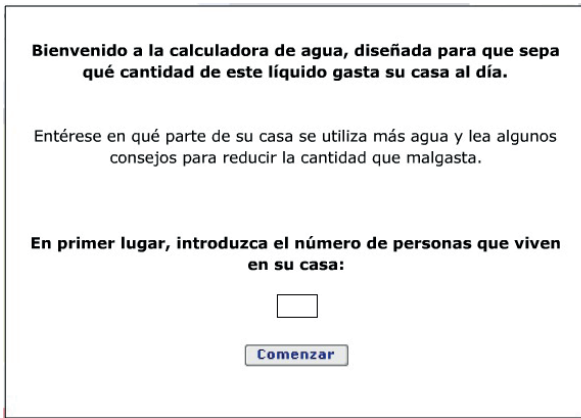 Bienvenido a la calculadora de agua, diseñada para que sepa
qué cantidad de este líquido gasta su casa al día.
Entérese en qué parte de su casa se utiliza más agua y lea algunos
consejos para reducir la cantidad que malgasta.
En primer lugar, introduzca el número de personas que viven
en su casa:
Comenzar